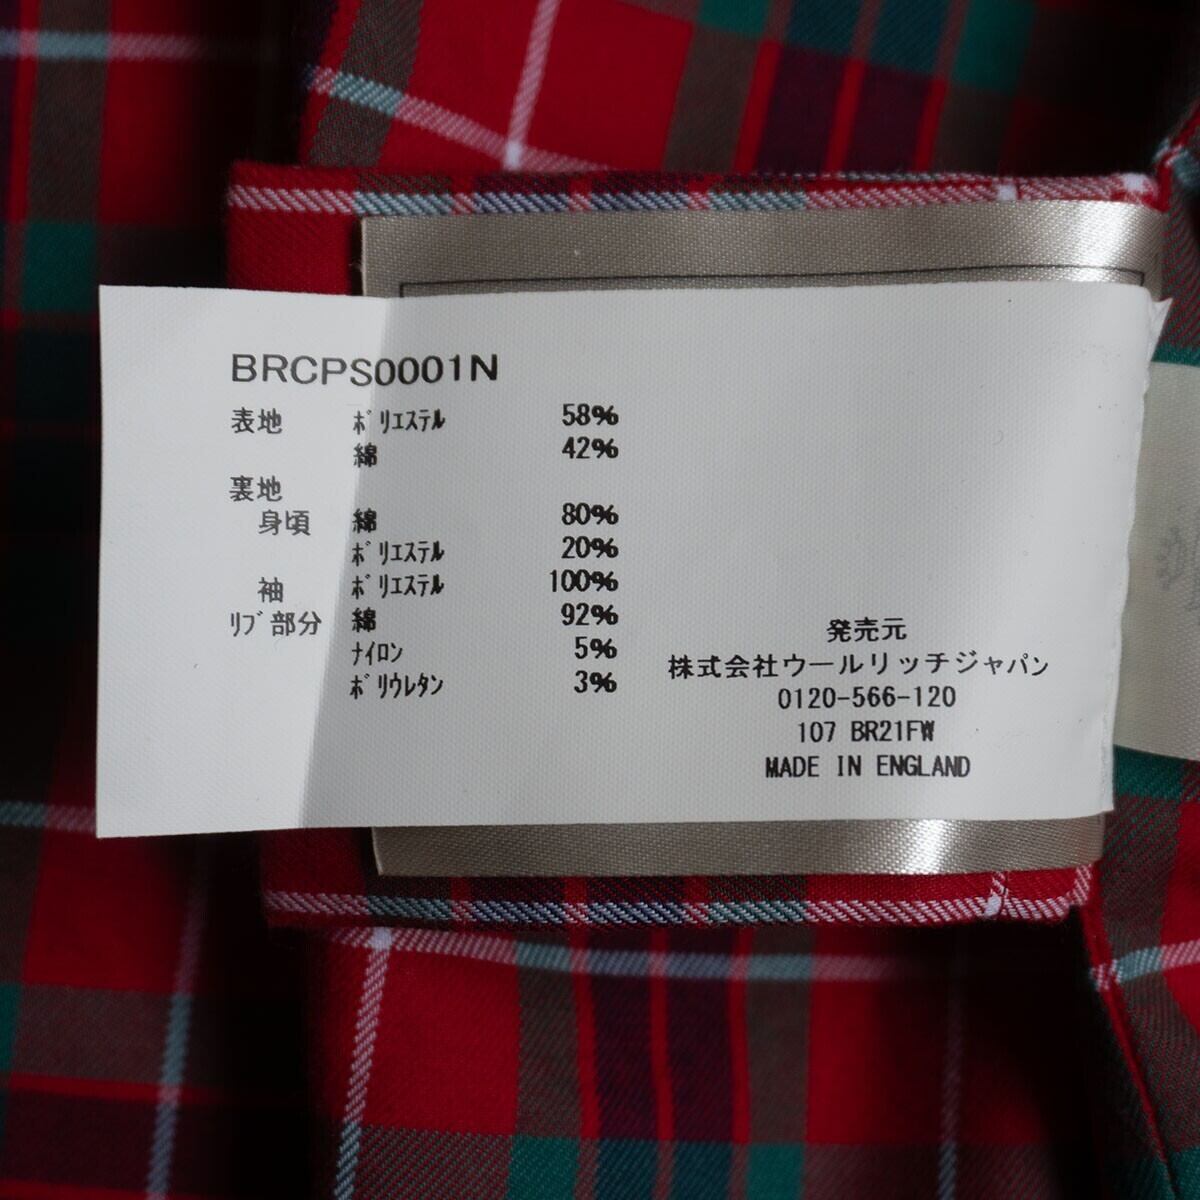 BRCPS0001N
表地 ﾎﾟﾘｴｽﾃﾙ 58%
綿 42%
裏地
身頃 綿 80%
ﾎﾟﾘｴｽﾃﾙ 20%
袖 ﾎﾟﾘｴｽﾃﾙ 100%
ﾘﾌﾞ部分 綿 92%
ﾅｲﾛﾝ 5%
ﾎﾟﾘｳﾚﾀﾝ 3%
発売元
株式会社ウールリッチジャパン
0120-566-120
107 BR21FW
MADE IN ENGLAND